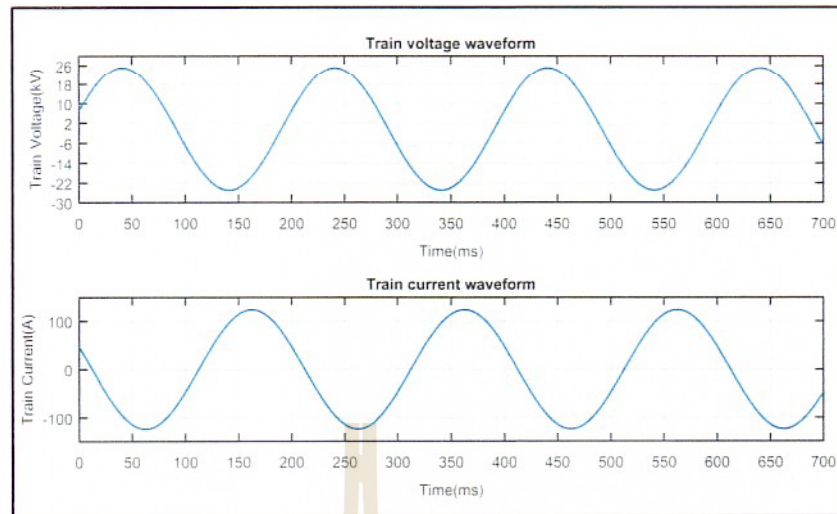 Train voltage waveform
Train Voltage(kV)
26
18
10
2
-6
-14
-22
-30
0 50 100 150 200 250 300 350 400 450 500 550 600 650 700
Time(ms)
Train current waveform
Train Current(A)
100
0
-100
0 50 100 150 200 250 300 350 400 450 500 550 600 650 700
Time(ms)